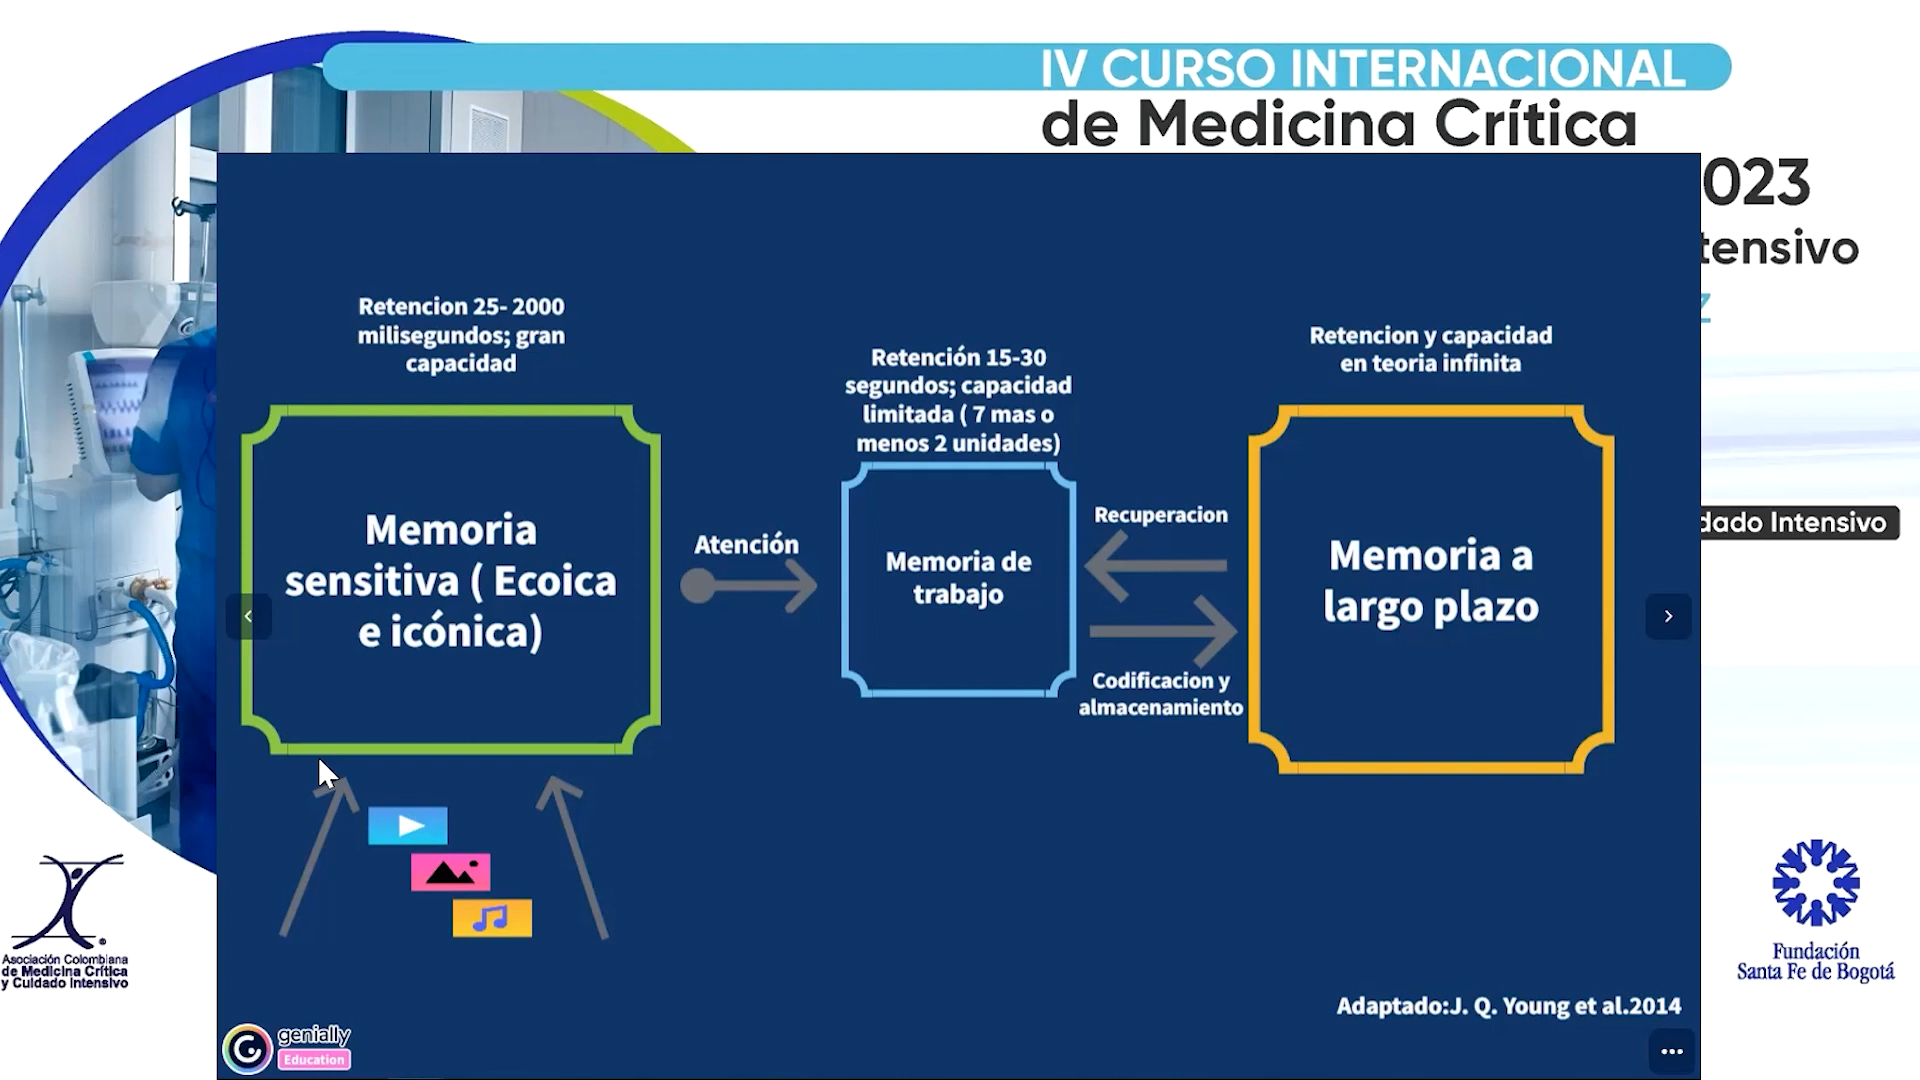 IV CURSO INTERNACIONAL
de Medicina Crítica
023
tensivo
dado Intensivo
Retencion 25- 2000
milisegundos; gran
capacidad
Retención 15-30
segundos; capacidad
limitada ( 7 mas o
menos 2 unidades)
Retencion y capacidad
en teoria infinita
Memoria
sensitiva ( Ecoica
e icónica)
Atención
Memoria de
trabajo
Recuperacion
Codificacion y
almacenamiento
Memoria a
largo plazo
Adaptado:J. Q. Young et al.2014
genially
Education
Asociación Colombiana
de Medicina Crítica
y Cuidado Intensivo
Fundación
Santa Fe de Bogotá